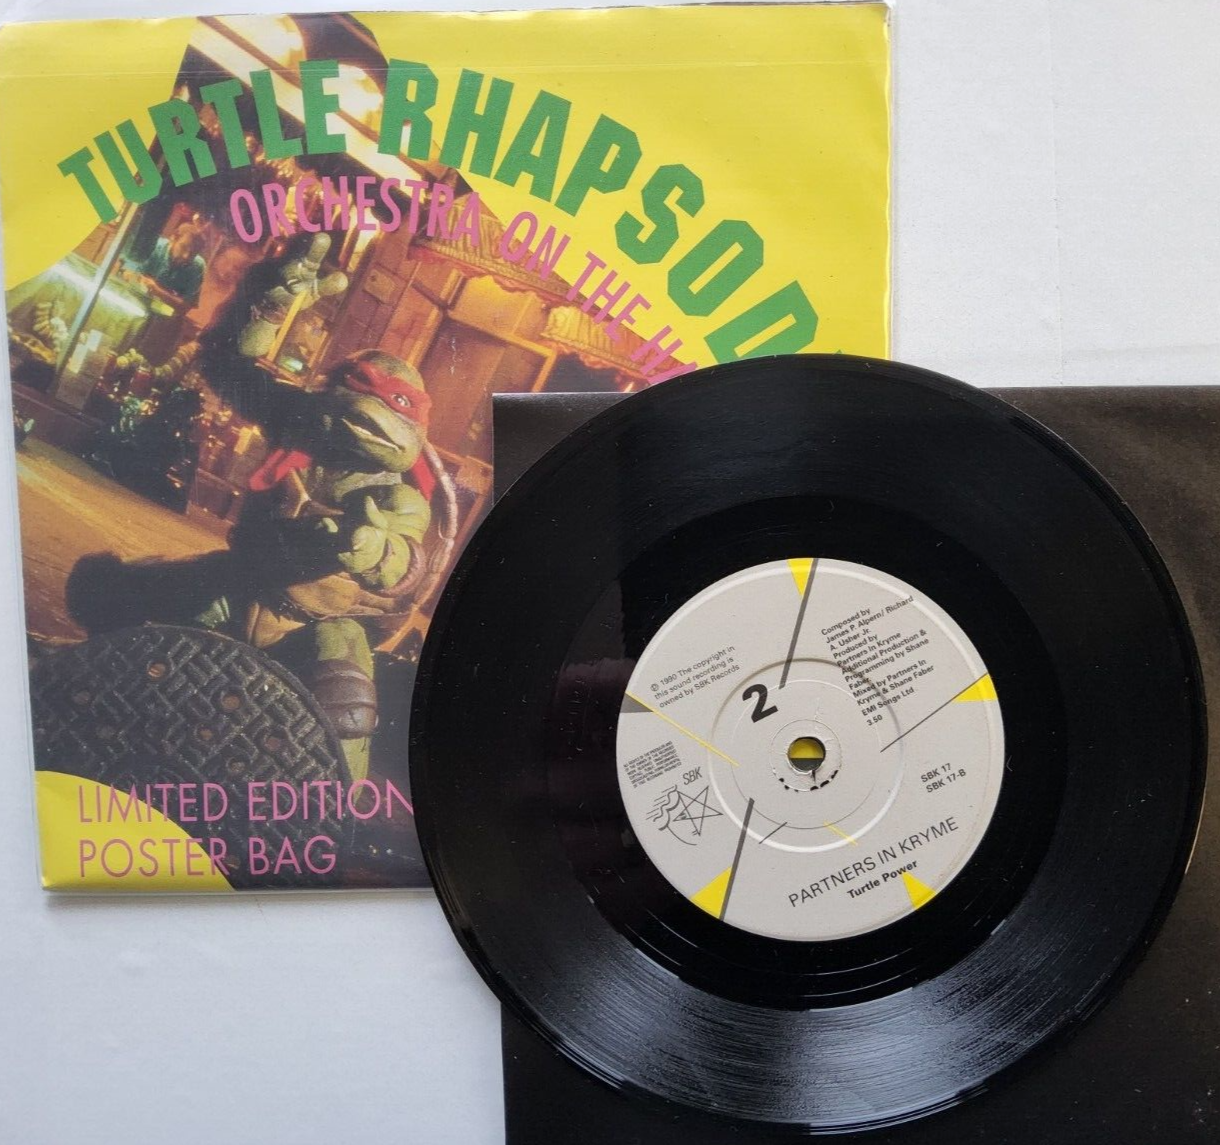 TURTLE RHAPSOD
ORCHESTRA ON THE HA
LIMITED EDITION
POSTER BAG
℗ 1990 The copyright in
this sound recording is
owned by SBK Records
2
Composed by
James P. Alpern/ Richard
A. Usher Jr.
Produced by
Partners In Kryme
Additional Production &
Programming by Shane
Faber.
Mixed by Partners In
Kryme & Shane Faber
EMI Songs Ltd
3.50
SBK
SBK 17
SBK 17-B
PARTNERS IN KRYME
Turtle Power